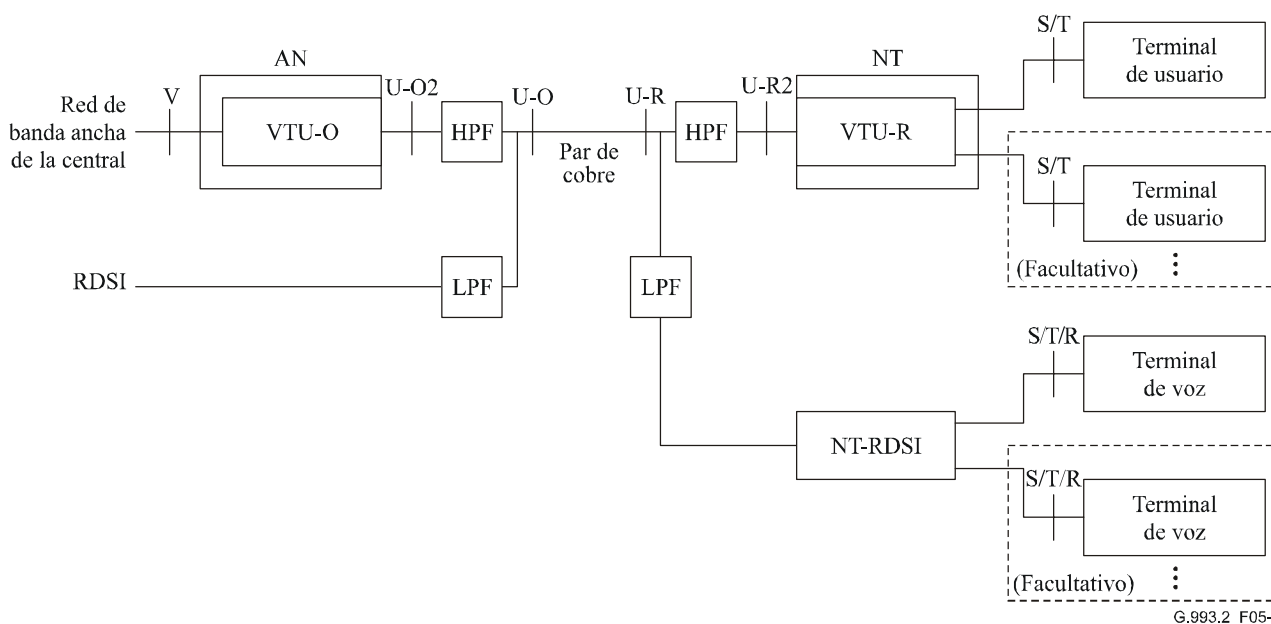 AN
NT
S/T
Terminal
de usuario
Red de
banda ancha
de la central
V
VTU-O
U-O2
HPF
U-O
Par de
cobre
U-R
HPF
U-R2
VTU-R
S/T
Terminal
de usuario
(Facultativo)
RDSI
LPF
LPF
S/T/R
Terminal
de voz
NT-RDSI
S/T/R
Terminal
de voz
(Facultativo)
G.993.2_F05-